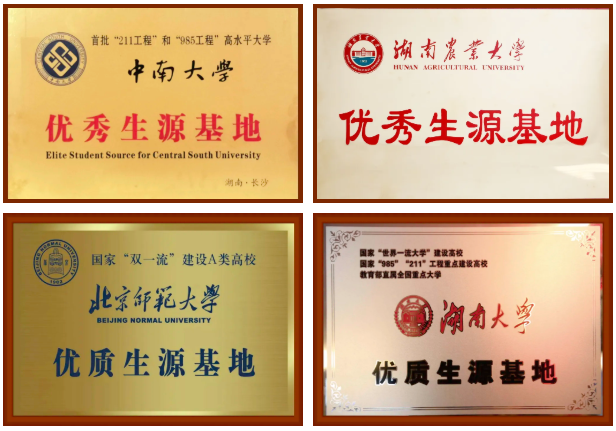 首批“211工程”和“985工程”高水平大学
中南大学
优秀生源基地
Elite Student Source for Central South University
湖南·长沙
湖南农业大学
HUNAN AGRICULTURAL UNIVERSITY
优秀生源基地
国家“双一流”建设A类高校
北京师范大学
BEIJING NORMAL UNIVERSITY
优质生源基地
国家“世界一流大学”建设高校
国家“985”“211”工程重点建设高校
教育部直属全国重点大学
湖南大学
优质生源基地